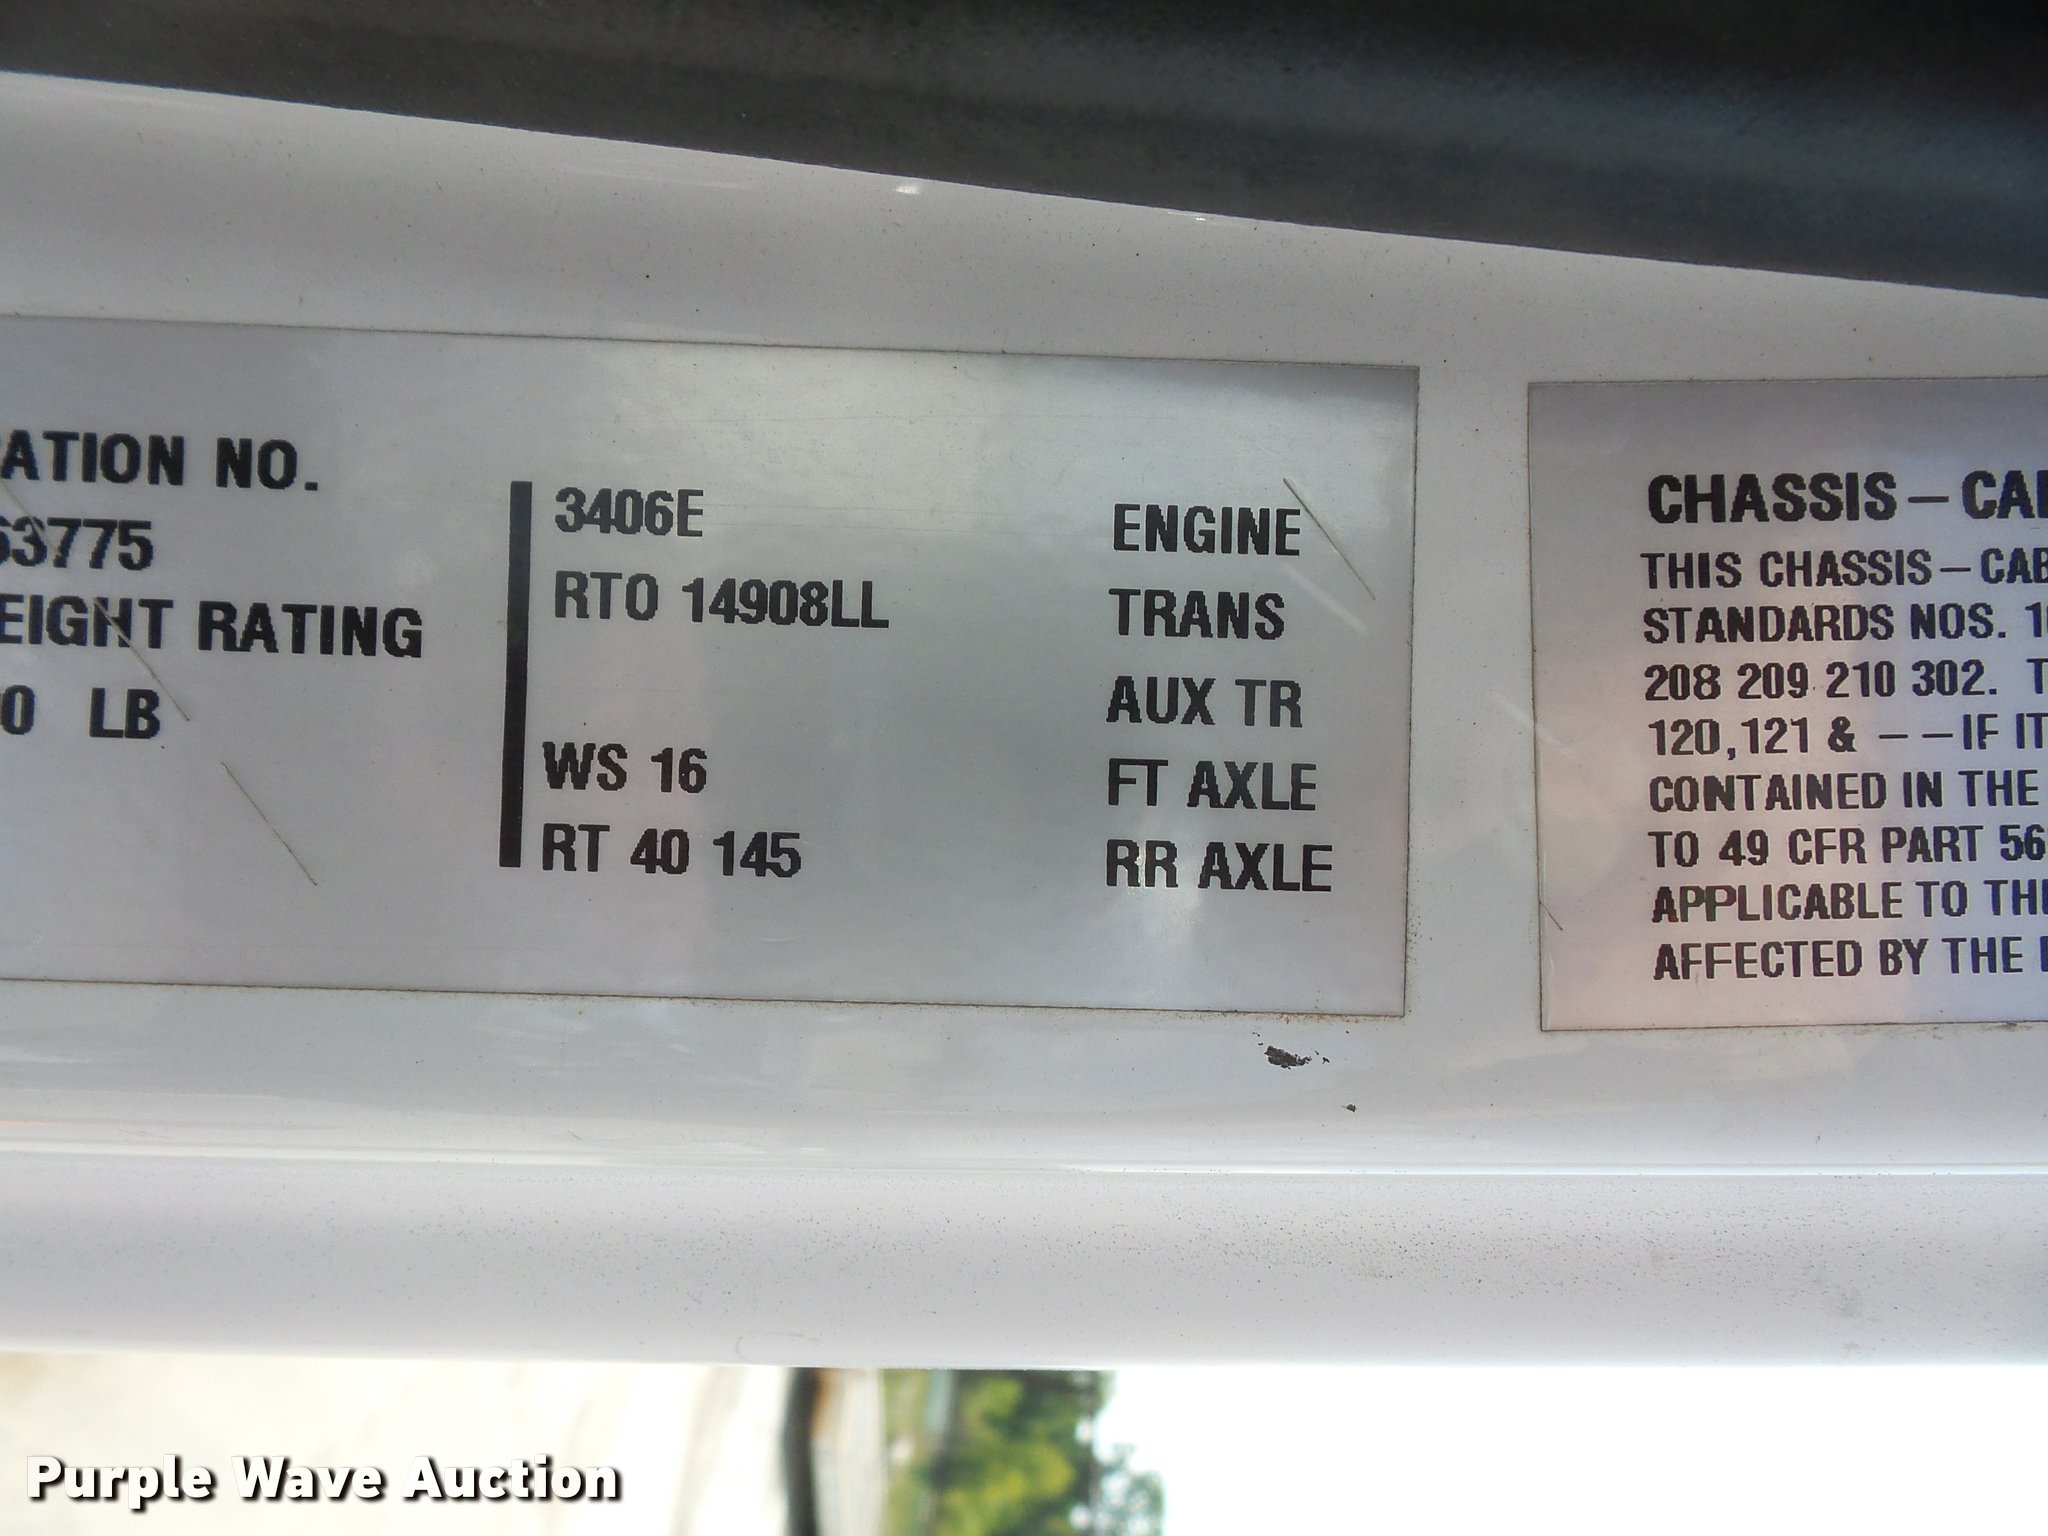 ATION NO.
63775
EIGHT RATING
0 LB
3406E ENGINE
RTO 14908LL TRANS
AUX TR
WS 16 FT AXLE
RT 40 145 RR AXLE
CHASSIS – CAB
THIS CHASSIS – CAB
STANDARDS NOS. 1
208 209 210 302. T
120,121 & – – IF IT
CONTAINED IN THE
TO 49 CFR PART 56
APPLICABLE TO TH
AFFECTED BY THE
Purple Wave Auction